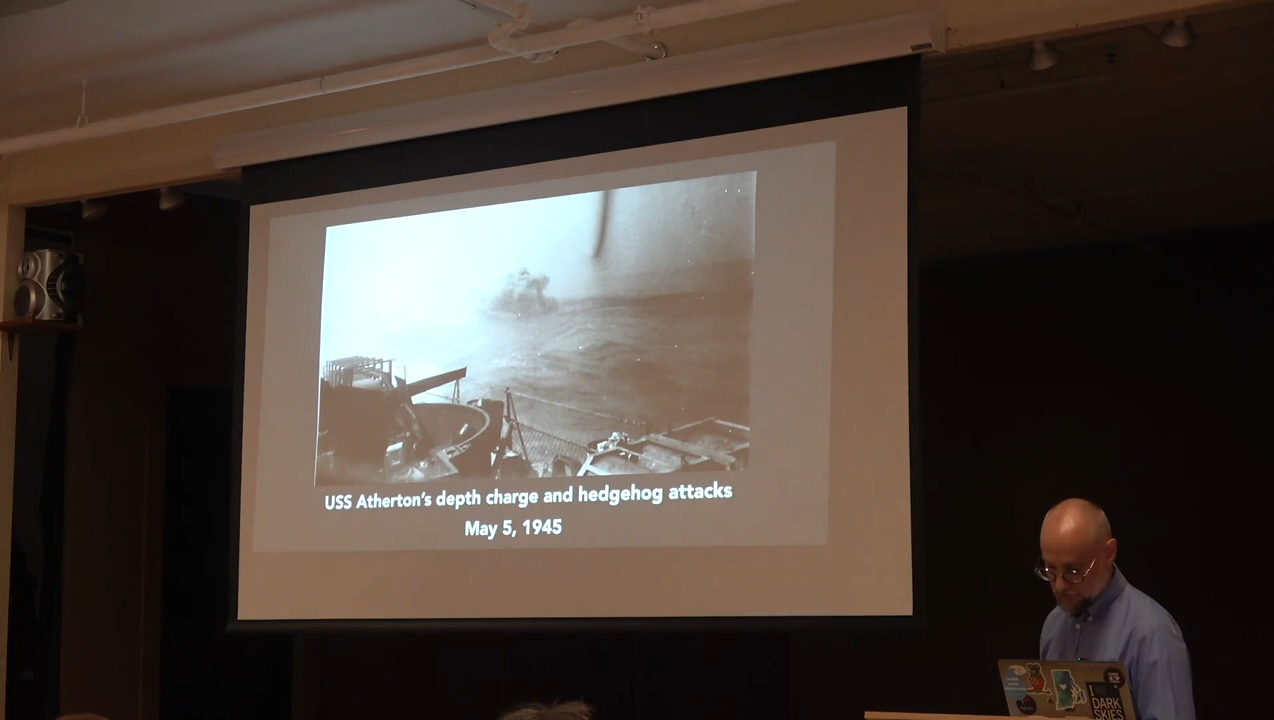 USS Atherton's depth charge and hedgehog attacks
May 5, 1945
I
DARK
SKIES